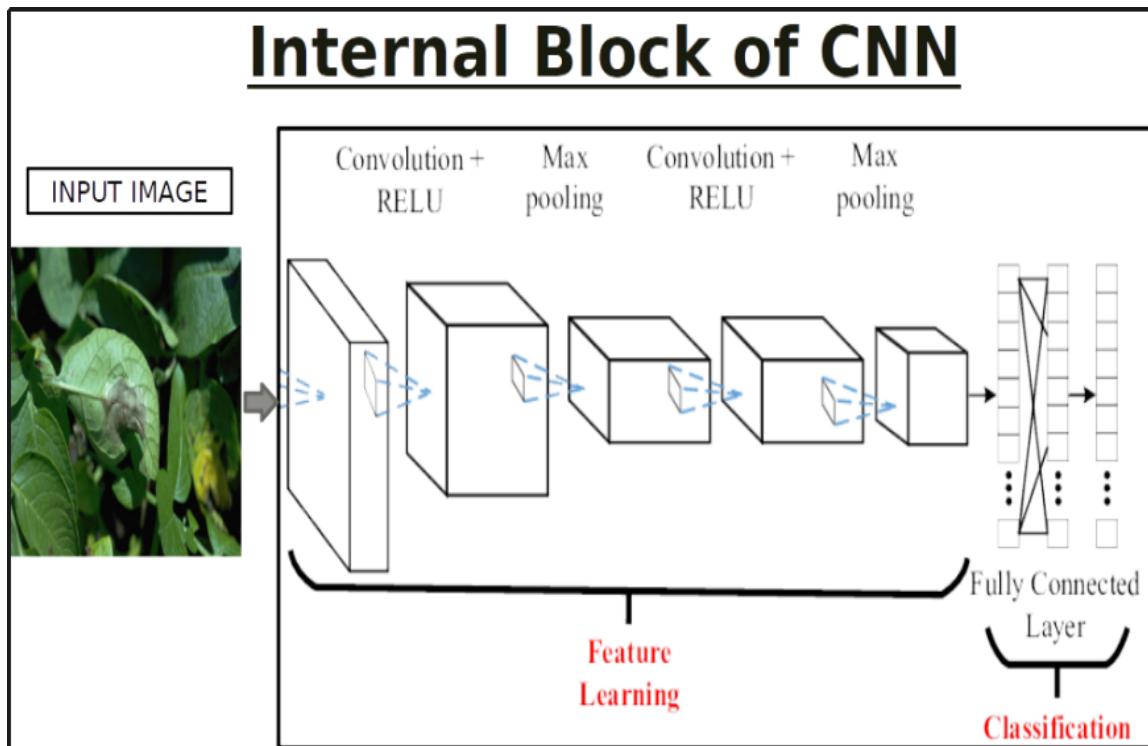 Internal Block of CNN
INPUT IMAGE
Convolution +
RELU
Max
pooling
Convolution +
RELU
Max
pooling
Fully Connected
Layer
Feature
Learning
Classification